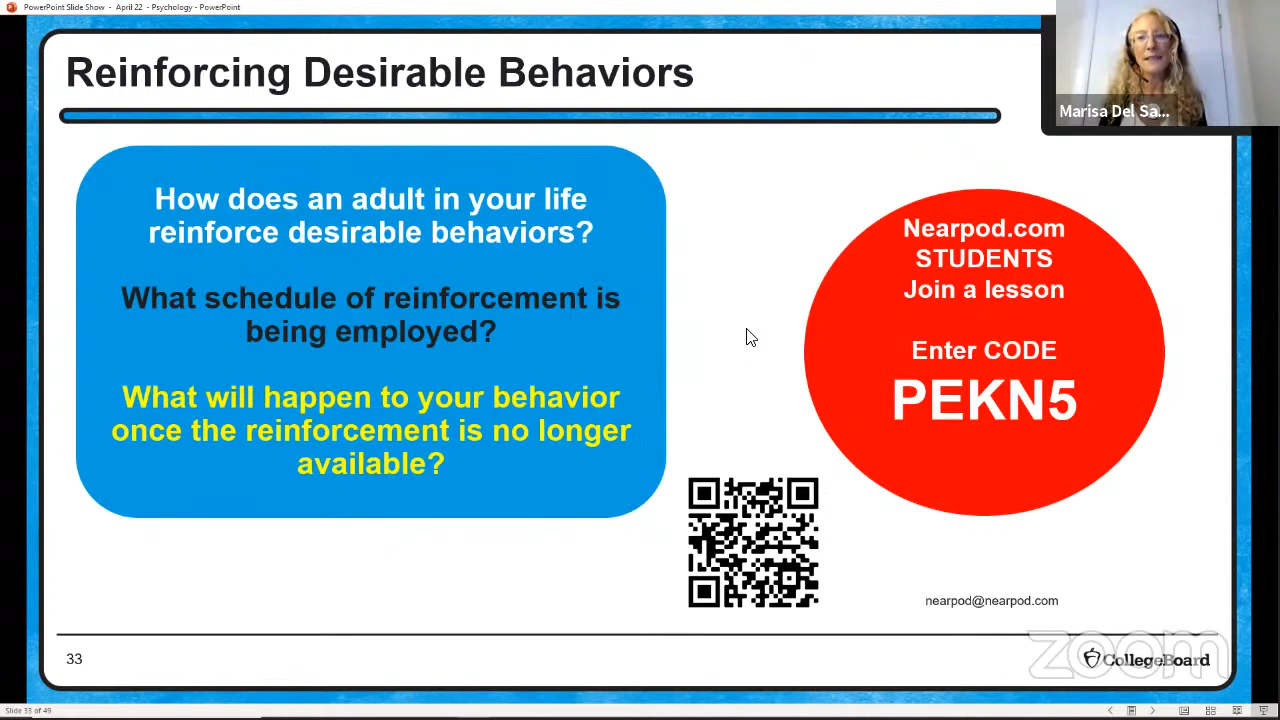 PowerPoint Slide Show - April 22 - Psychology - PowerPoint
Reinforcing Desirable Behaviors
Marisa Del Sa...
How does an adult in your life
reinforce desirable behaviors?
What schedule of reinforcement is
being employed?
What will happen to your behavior
once the reinforcement is no longer
available?
Nearpod.com
STUDENTS
Join a lesson
Enter CODE
PEKN5
nearpod@nearpod.com
33
zoom
CollegeBoard
Slide 33 of 49